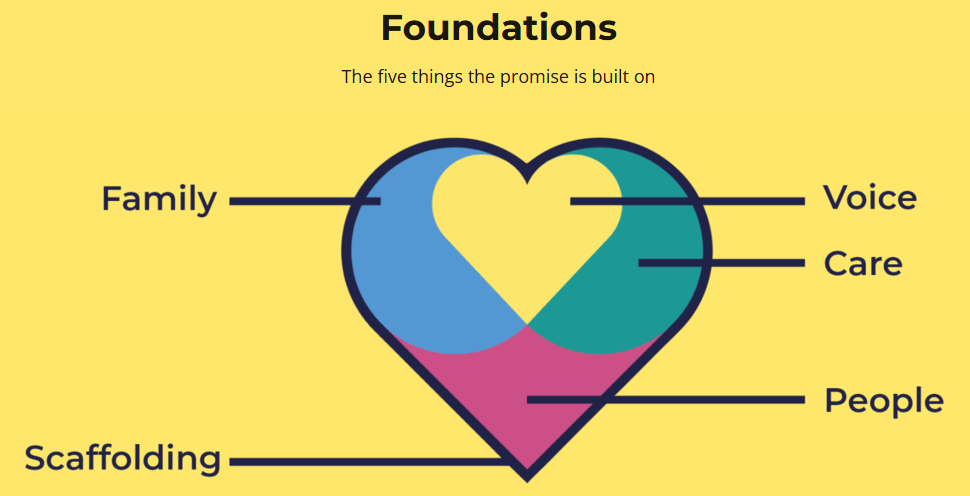 Foundations
The five things the promise is built on
Family
Voice
Care
People
Scaffolding